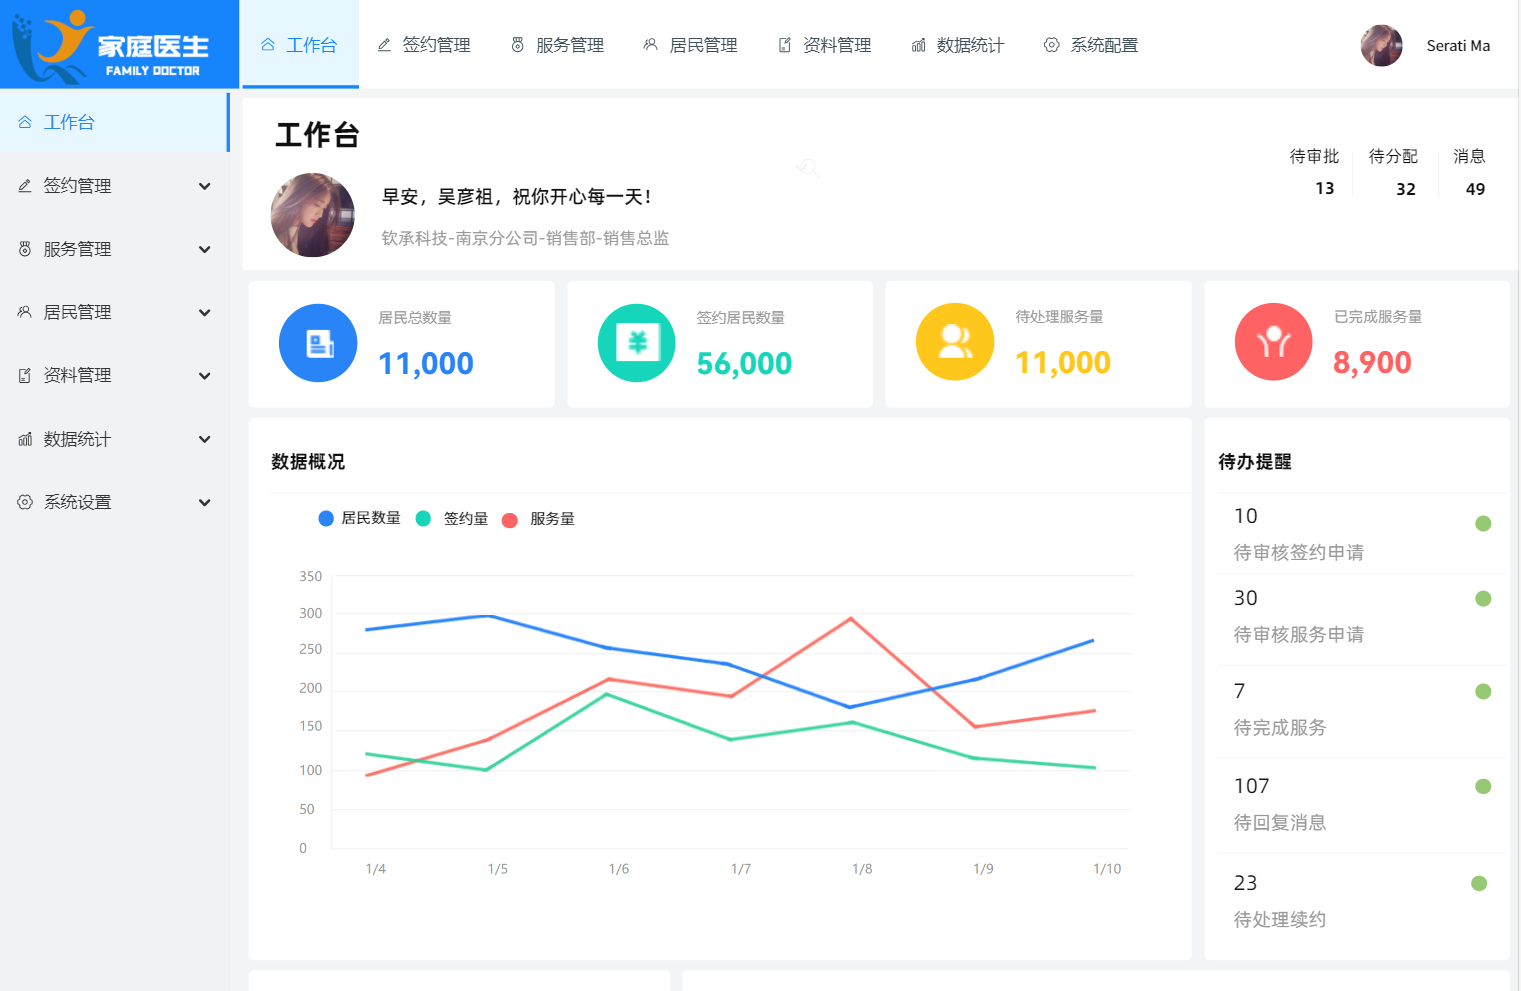 家庭医生
FAMILY DOCTOR
工作台 签约管理 服务管理 居民管理 资料管理 数据统计 系统配置
Serati Ma
工作台
签约管理
服务管理
居民管理
资料管理
数据统计
系统设置
工作台
早安，吴彦祖，祝你开心每一天！
钦承科技-南京分公司-销售部-销售总监
待审批 待分配 消息
13 32 49
居民总数量
11,000
签约居民数量
56,000
待处理服务量
11,000
已完成服务量
8,900
数据概况
居民数量 签约量 服务量
350
300
250
200
150
100
50
0
1/4 1/5 1/6 1/7 1/8 1/9 1/10
待办提醒
10
待审核签约申请
30
待审核服务申请
7
待完成服务
107
待回复消息
23
待处理续约